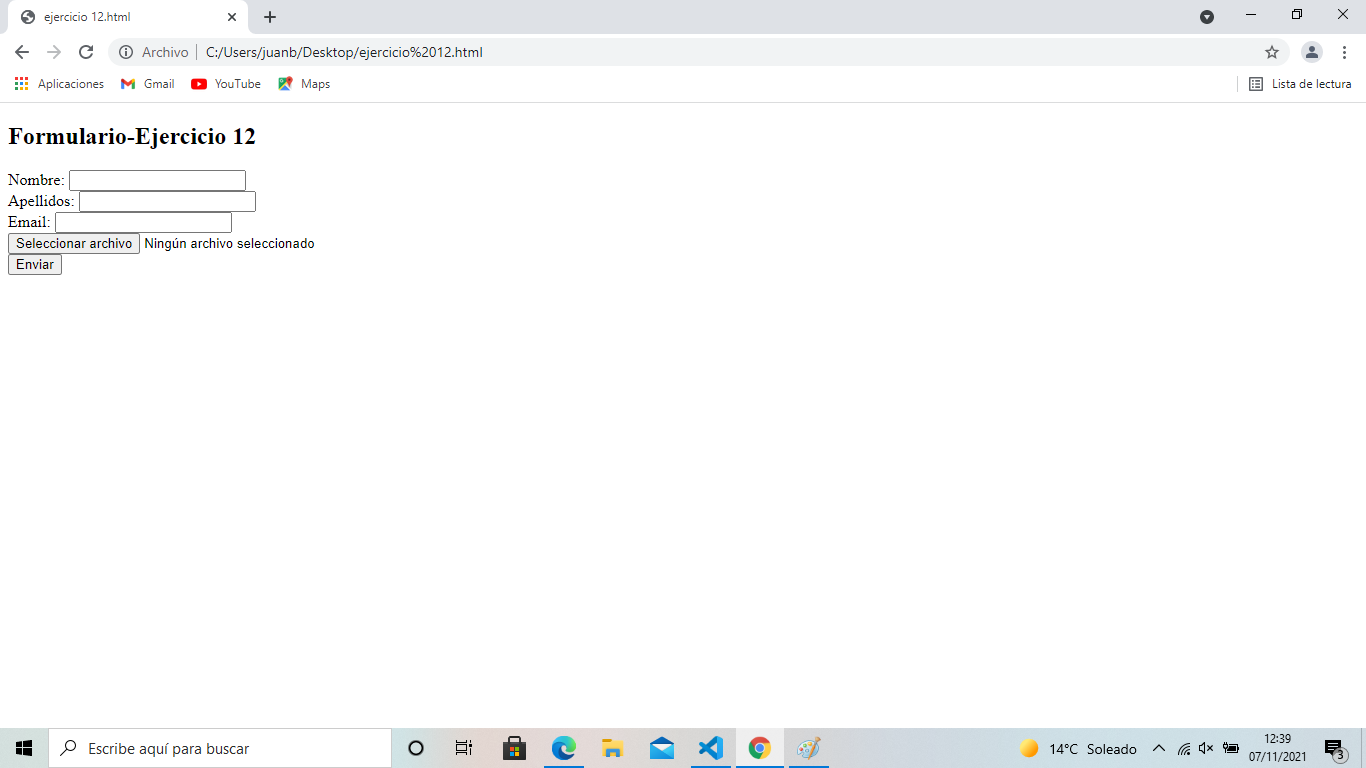 ejercicio 12.html
Archivo C:/Users/juanb/Desktop/ejercicio%2012.html
Aplicaciones Gmail YouTube Maps Lista de lectura
Formulario-Ejercicio 12
Nombre:
Apellidos:
Email:
Seleccionar archivo Ningún archivo seleccionado
Enviar
Escribe aquí para buscar
14°C Soleado
12:39
07/11/2021
3